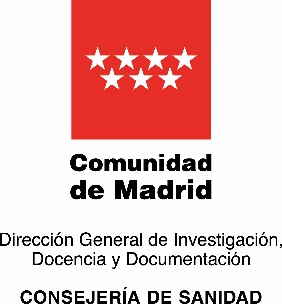 Comunidad
de Madrid
Dirección General de Investigación,
Docencia y Documentación
CONSEJERÍA DE SANIDAD